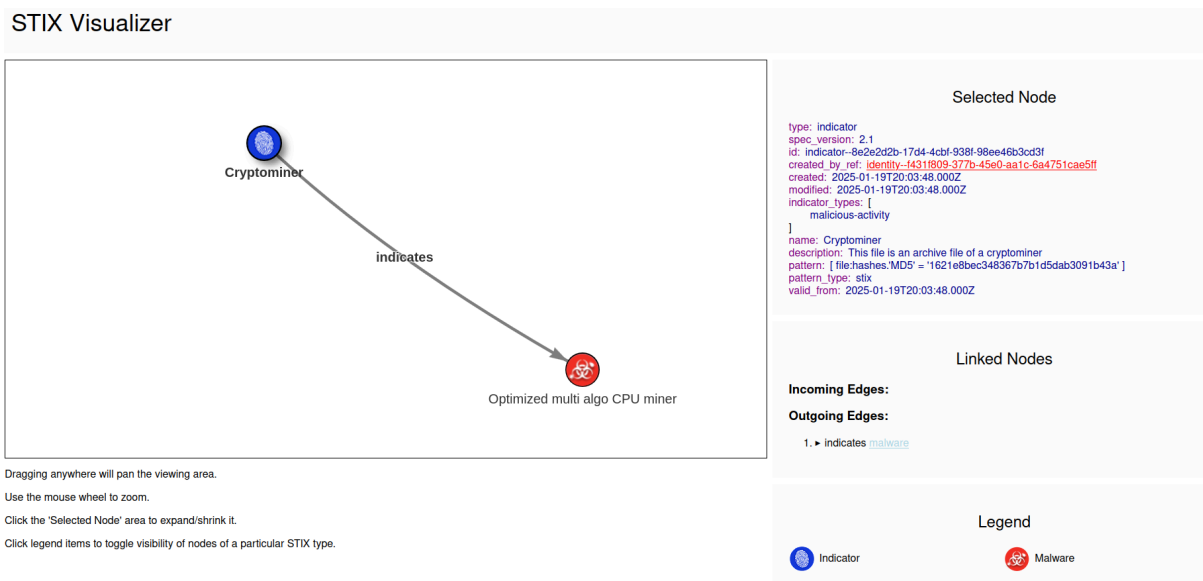 STIX Visualizer
Cryptominer
indicates
Optimized multi algo CPU miner
Dragging anywhere will pan the viewing area.
Use the mouse wheel to zoom.
Click the 'Selected Node' area to expand/shrink it.
Click legend items to toggle visibility of nodes of a particular STIX type.
Selected Node
type: indicator
spec_version: 2.1
id: indicator--8e2e2d2b-17d4-4cbf-938f-98ee46b3cd3f
created_by_ref: identity--f431f809-377b-45e0-aa1c-6a4751cae5ff
created: 2025-01-19T20:03:48.000Z
modified: 2025-01-19T20:03:48.000Z
indicator_types: [
malicious-activity
]
name: Cryptominer
description: This file is an archive file of a cryptominer
pattern: [ file:hashes.'MD5' = '1621e8bec348367b7b1d5dab3091b43a' ]
pattern_type: stix
valid_from: 2025-01-19T20:03:48.000Z
Linked Nodes
Incoming Edges:
Outgoing Edges:
1. ▸ indicates malware
Legend
Indicator
Malware